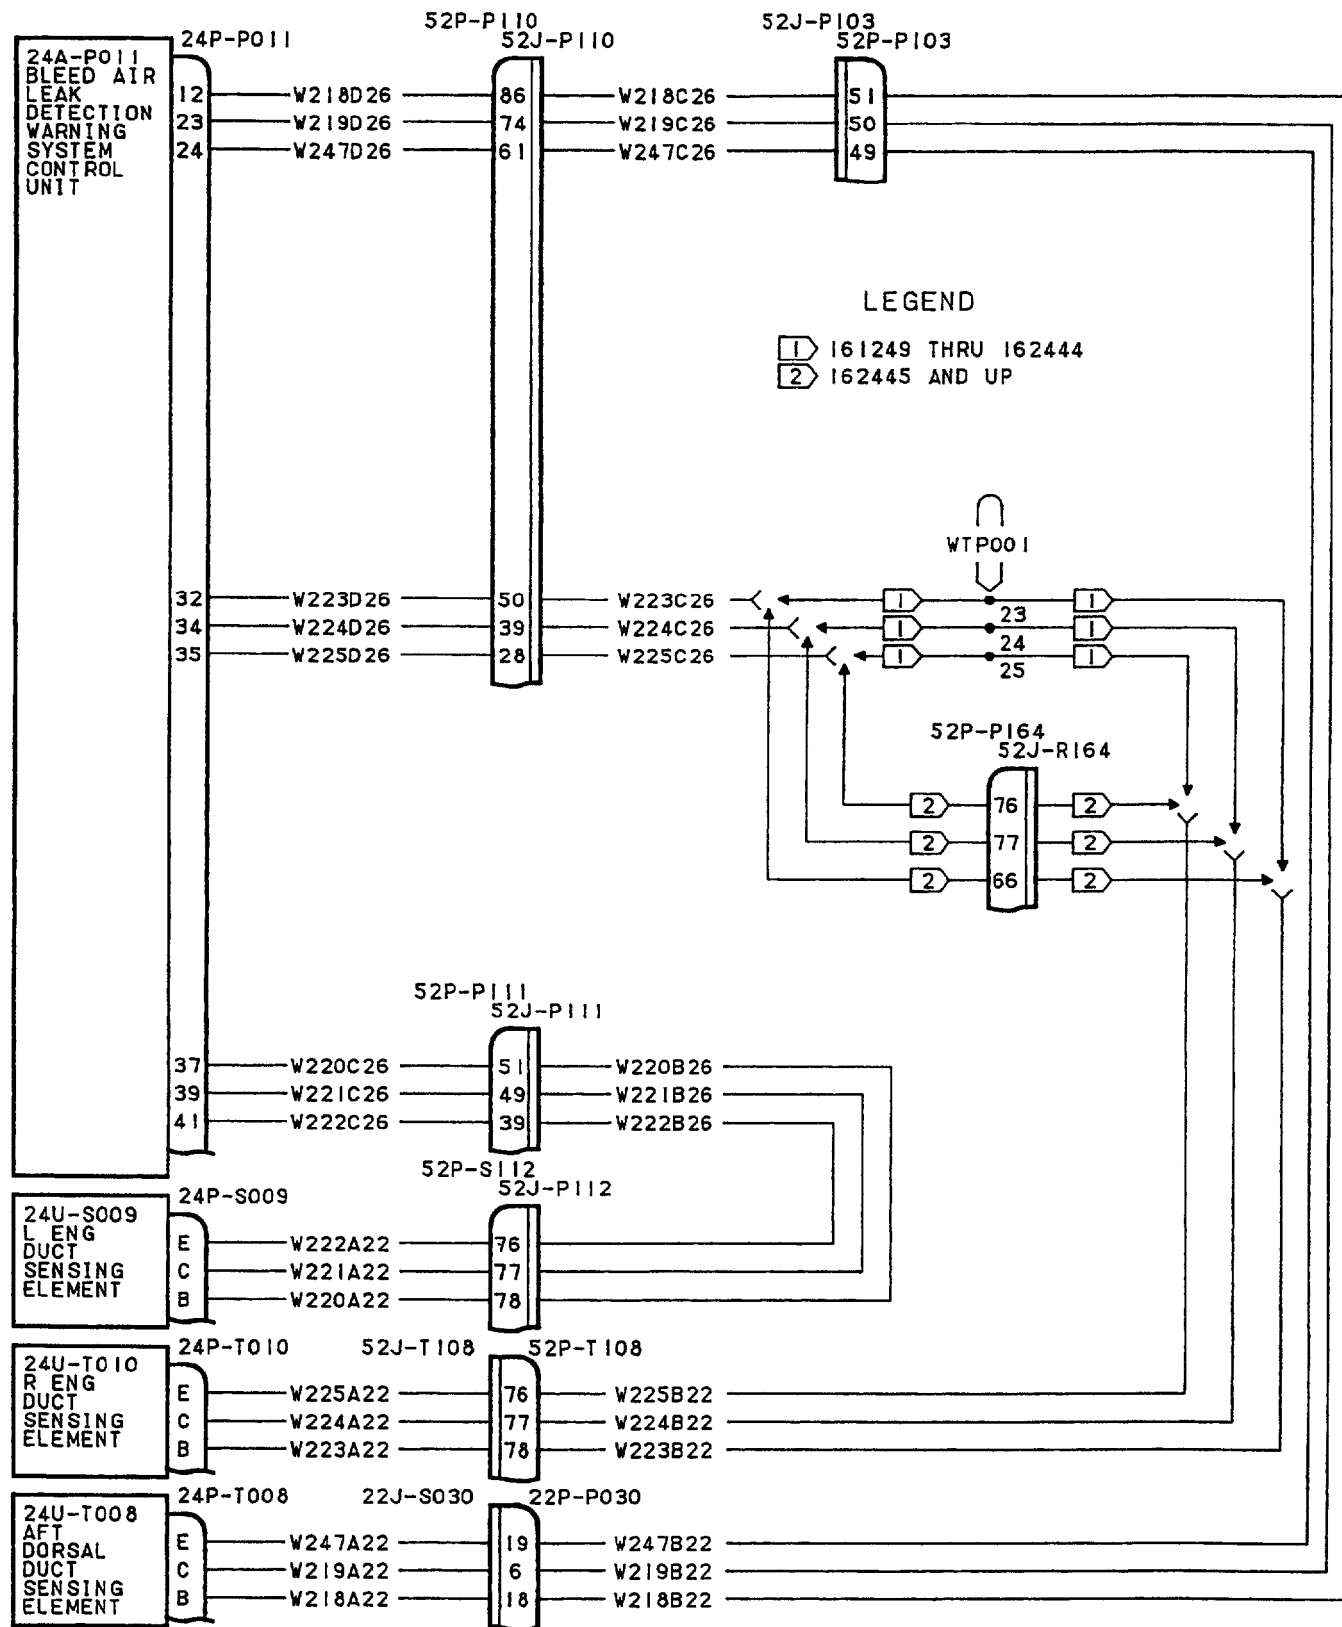 52P-P110 52J-P103
24P-P011 52J-P110 52P-P103
24A-P011
BLEED AIR
LEAK
DETECTION
WARNING
SYSTEM
CONTROL
UNIT
12 W218D26 86 W218C26 51
23 W219D26 74 W219C26 50
24 W247D26 61 W247C26 49
LEGEND
1 161249 THRU 162444
2 162445 AND UP
WTP001
32 W223D26 50 W223C26 1 23 1
34 W224D26 39 W224C26 1 24 1
35 W225D26 28 W225C26 1 25 1
52P-P164
52J-R164
2 76 2
2 77 2
2 66 2
52P-P111
52J-P111
37 W220C26 51 W220B26
39 W221C26 49 W221B26
41 W222C26 39 W222B26
52P-S112
24P-S009 52J-P112
24U-S009
L ENG
DUCT
SENSING
ELEMENT
E W222A22 76
C W221A22 77
B W220A22 78
24P-T010 52J-T108 52P-T108
24U-T010
R ENG
DUCT
SENSING
ELEMENT
E W225A22 76 W225B22
C W224A22 77 W224B22
B W223A22 78 W223B22
24P-T008 22J-S030 22P-P030
24U-T008
AFT
DORSAL
DUCT
SENSING
ELEMENT
E W247A22 19 W247B22
C W219A22 6 W219B22
B W218A22 18 W218B22